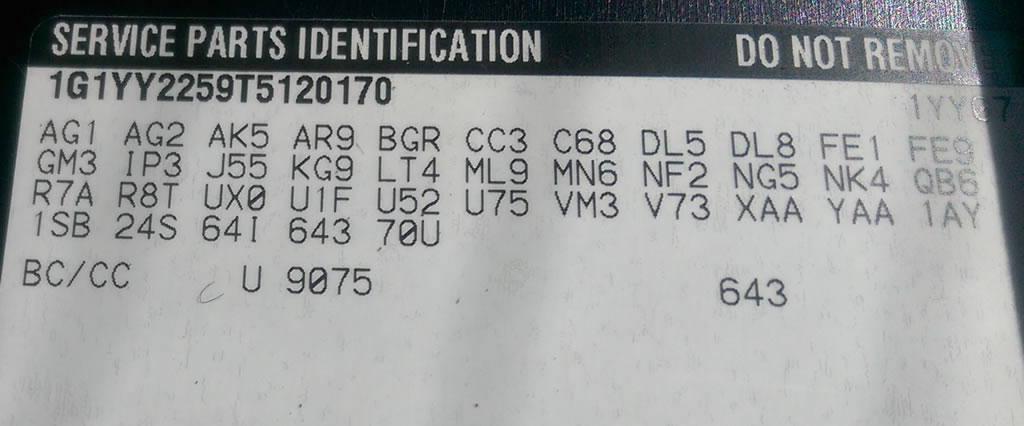 SERVICE PARTS IDENTIFICATION DO NOT REMOV
1G1YY2259T5120170 1YY07
AG1 AG2 AK5 AR9 BGR CC3 C68 DL5 DL8 FE1 FE9
GM3 IP3 J55 KG9 LT4 ML9 MN6 NF2 NG5 NK4 QB6
R7A R8T UX0 U1F U52 U75 VM3 V73 XAA YAA 1AY
1SB 24S 64I 643 70U
BC/CC U 9075 643